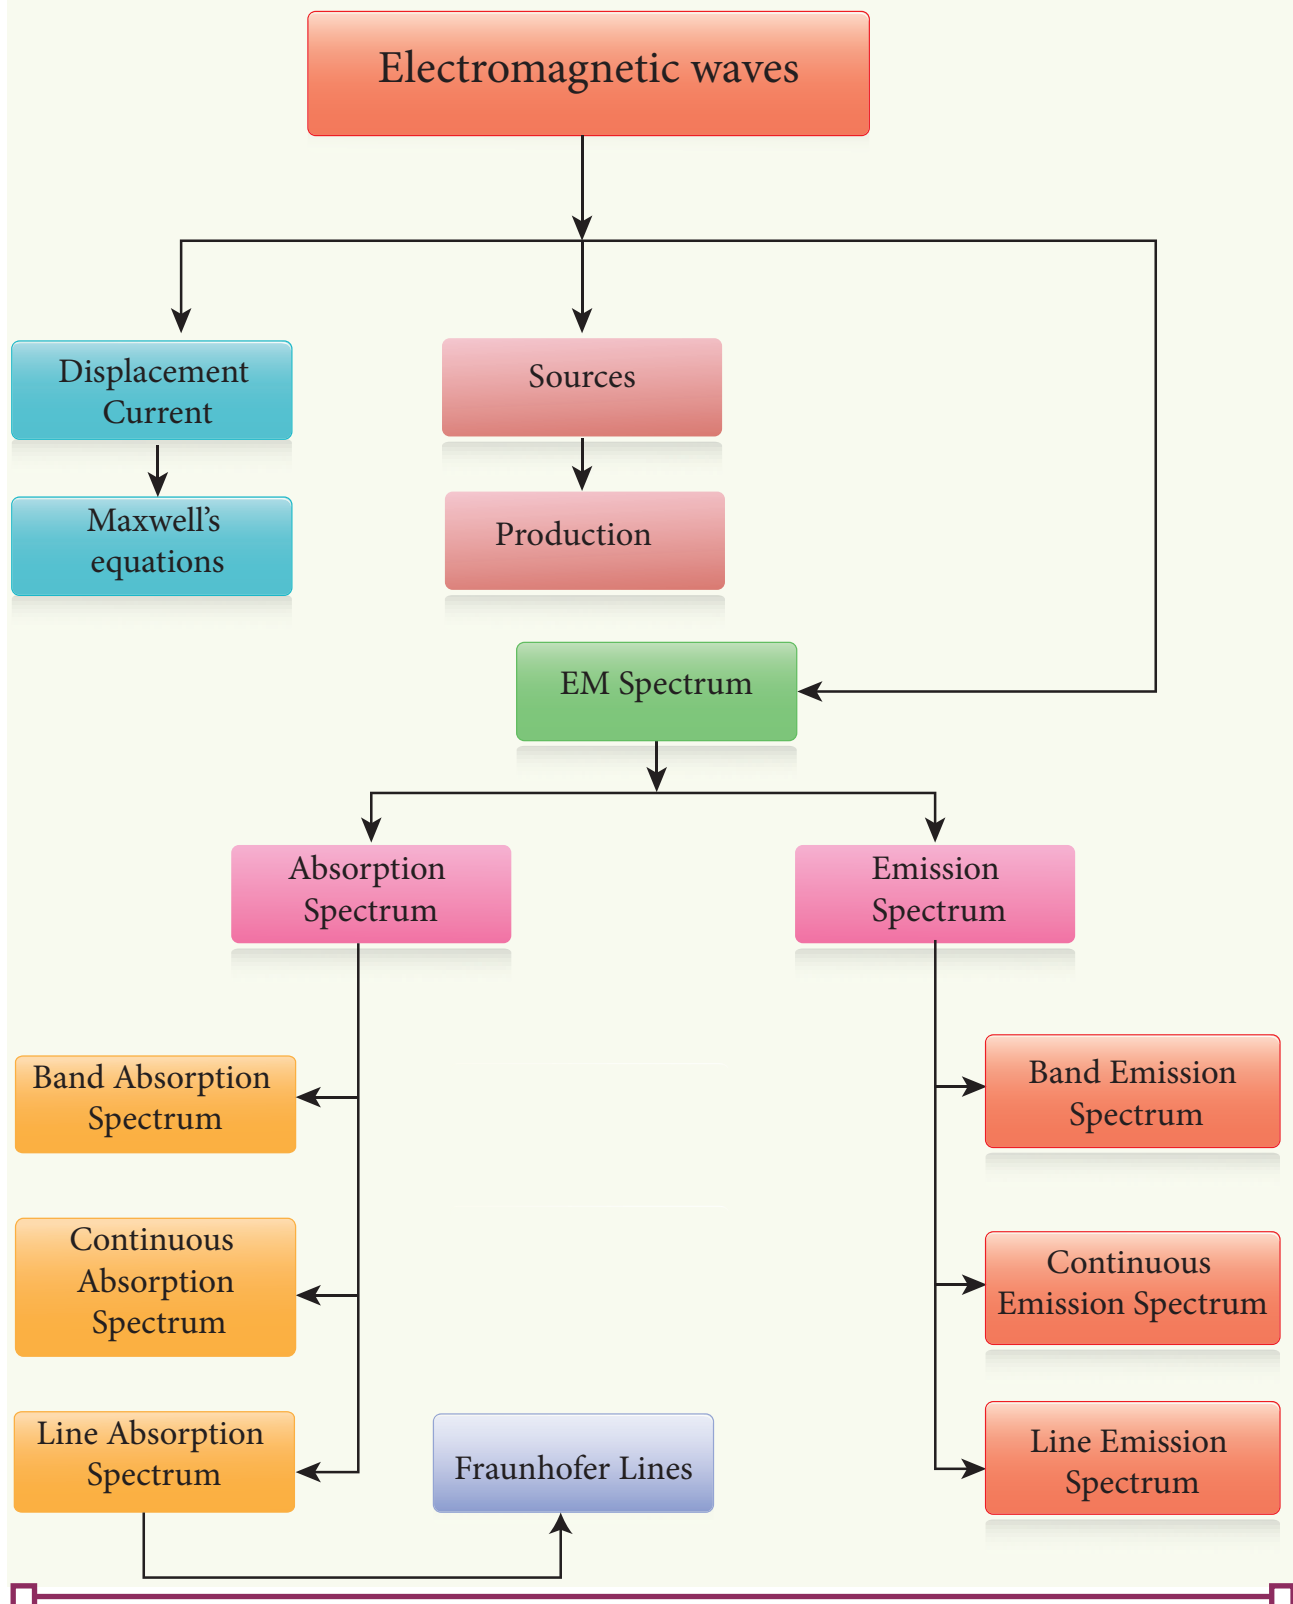 Electromagnetic waves
Displacement
Current
Sources
Maxwell's
equations
Production
EM Spectrum
Absorption
Spectrum
Emission
Spectrum
Band Absorption
Spectrum
Band Emission
Spectrum
Continuous
Absorption
Spectrum
Continuous
Emission Spectrum
Line Absorption
Spectrum
Fraunhofer Lines
Line Emission
Spectrum